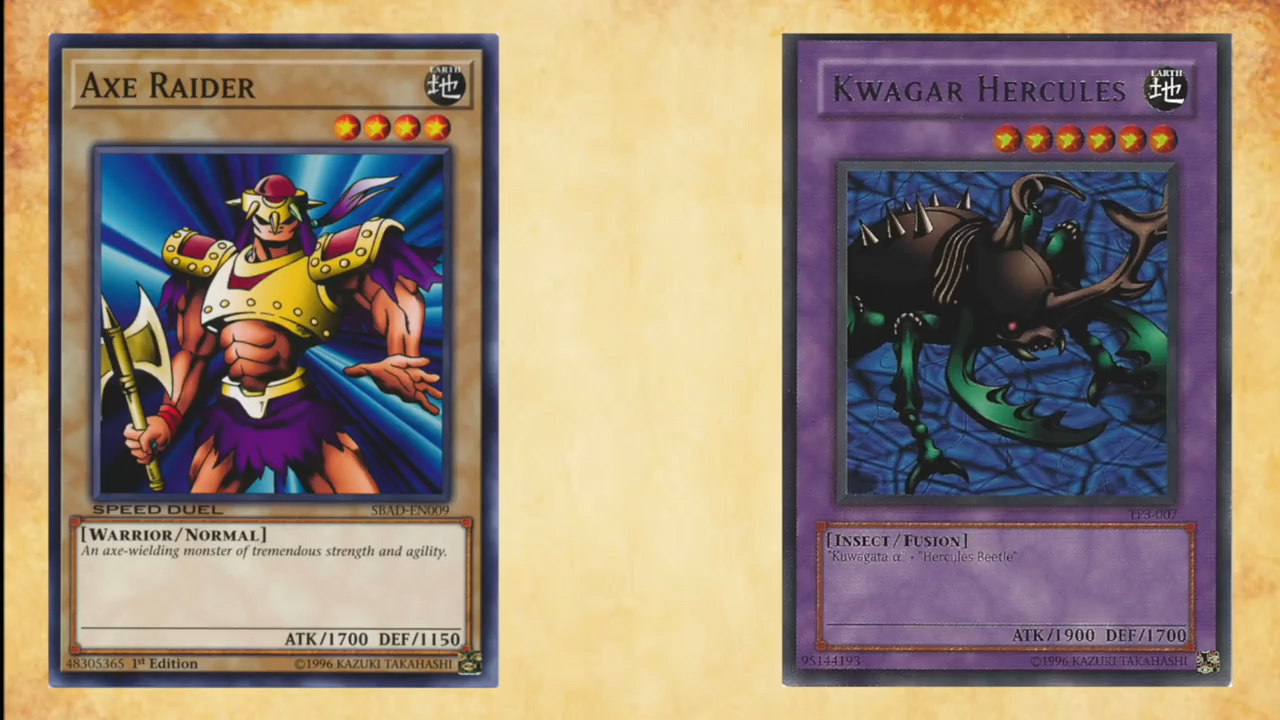 AXE RAIDER
EARTH
地
SPEED DUEL
SBAD-EN009
[WARRIOR/NORMAL]
An axe-wielding monster of tremendous strength and agility.
ATK/1700 DEF/1150
48305365 1st Edition
©1996 KAZUKI TAKAHASHI
KWAGAR HERCULES
EARTH
地
TP3-007
[INSECT/FUSION]
"Kuwagata α" + "Hercules Beetle"
ATK/1900 DEF/1700
95144193
©1996 KAZUKI TAKAHASHI